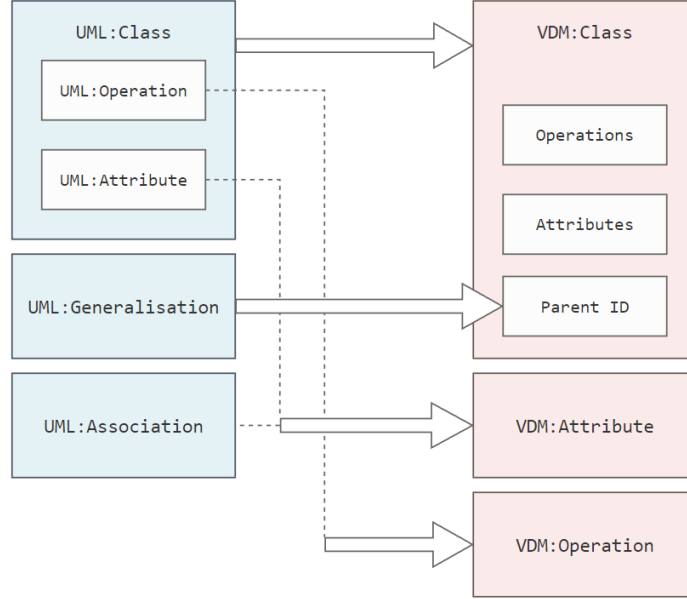 UML:Class
UML:Operation
UML:Attribute
UML:Generalisation
UML:Association
VDM:Class
Operations
Attributes
Parent ID
VDM:Attribute
VDM:Operation